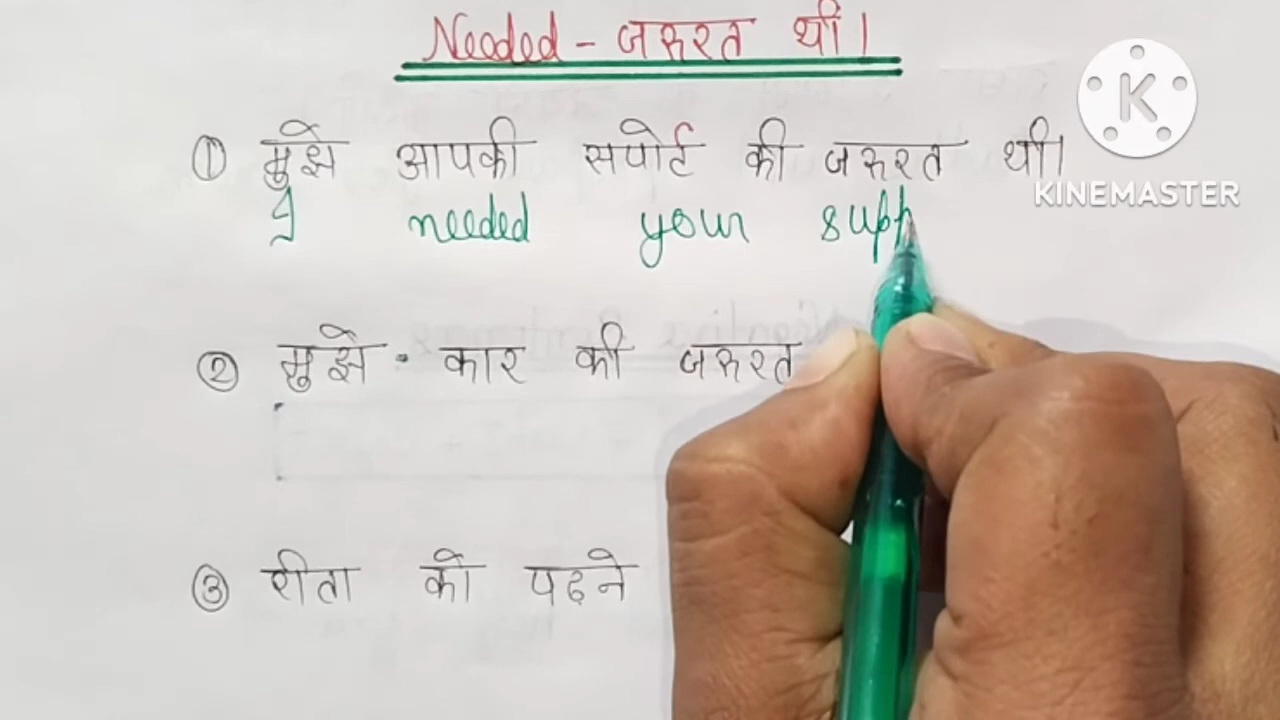 Needed - जरूरत थी।
① मुझे आपकी सपोर्ट की जरूरत थी।
I needed your supp
② मुझे कार की जरूरत
③ रीता को पढ़ने
K
KINEMASTER